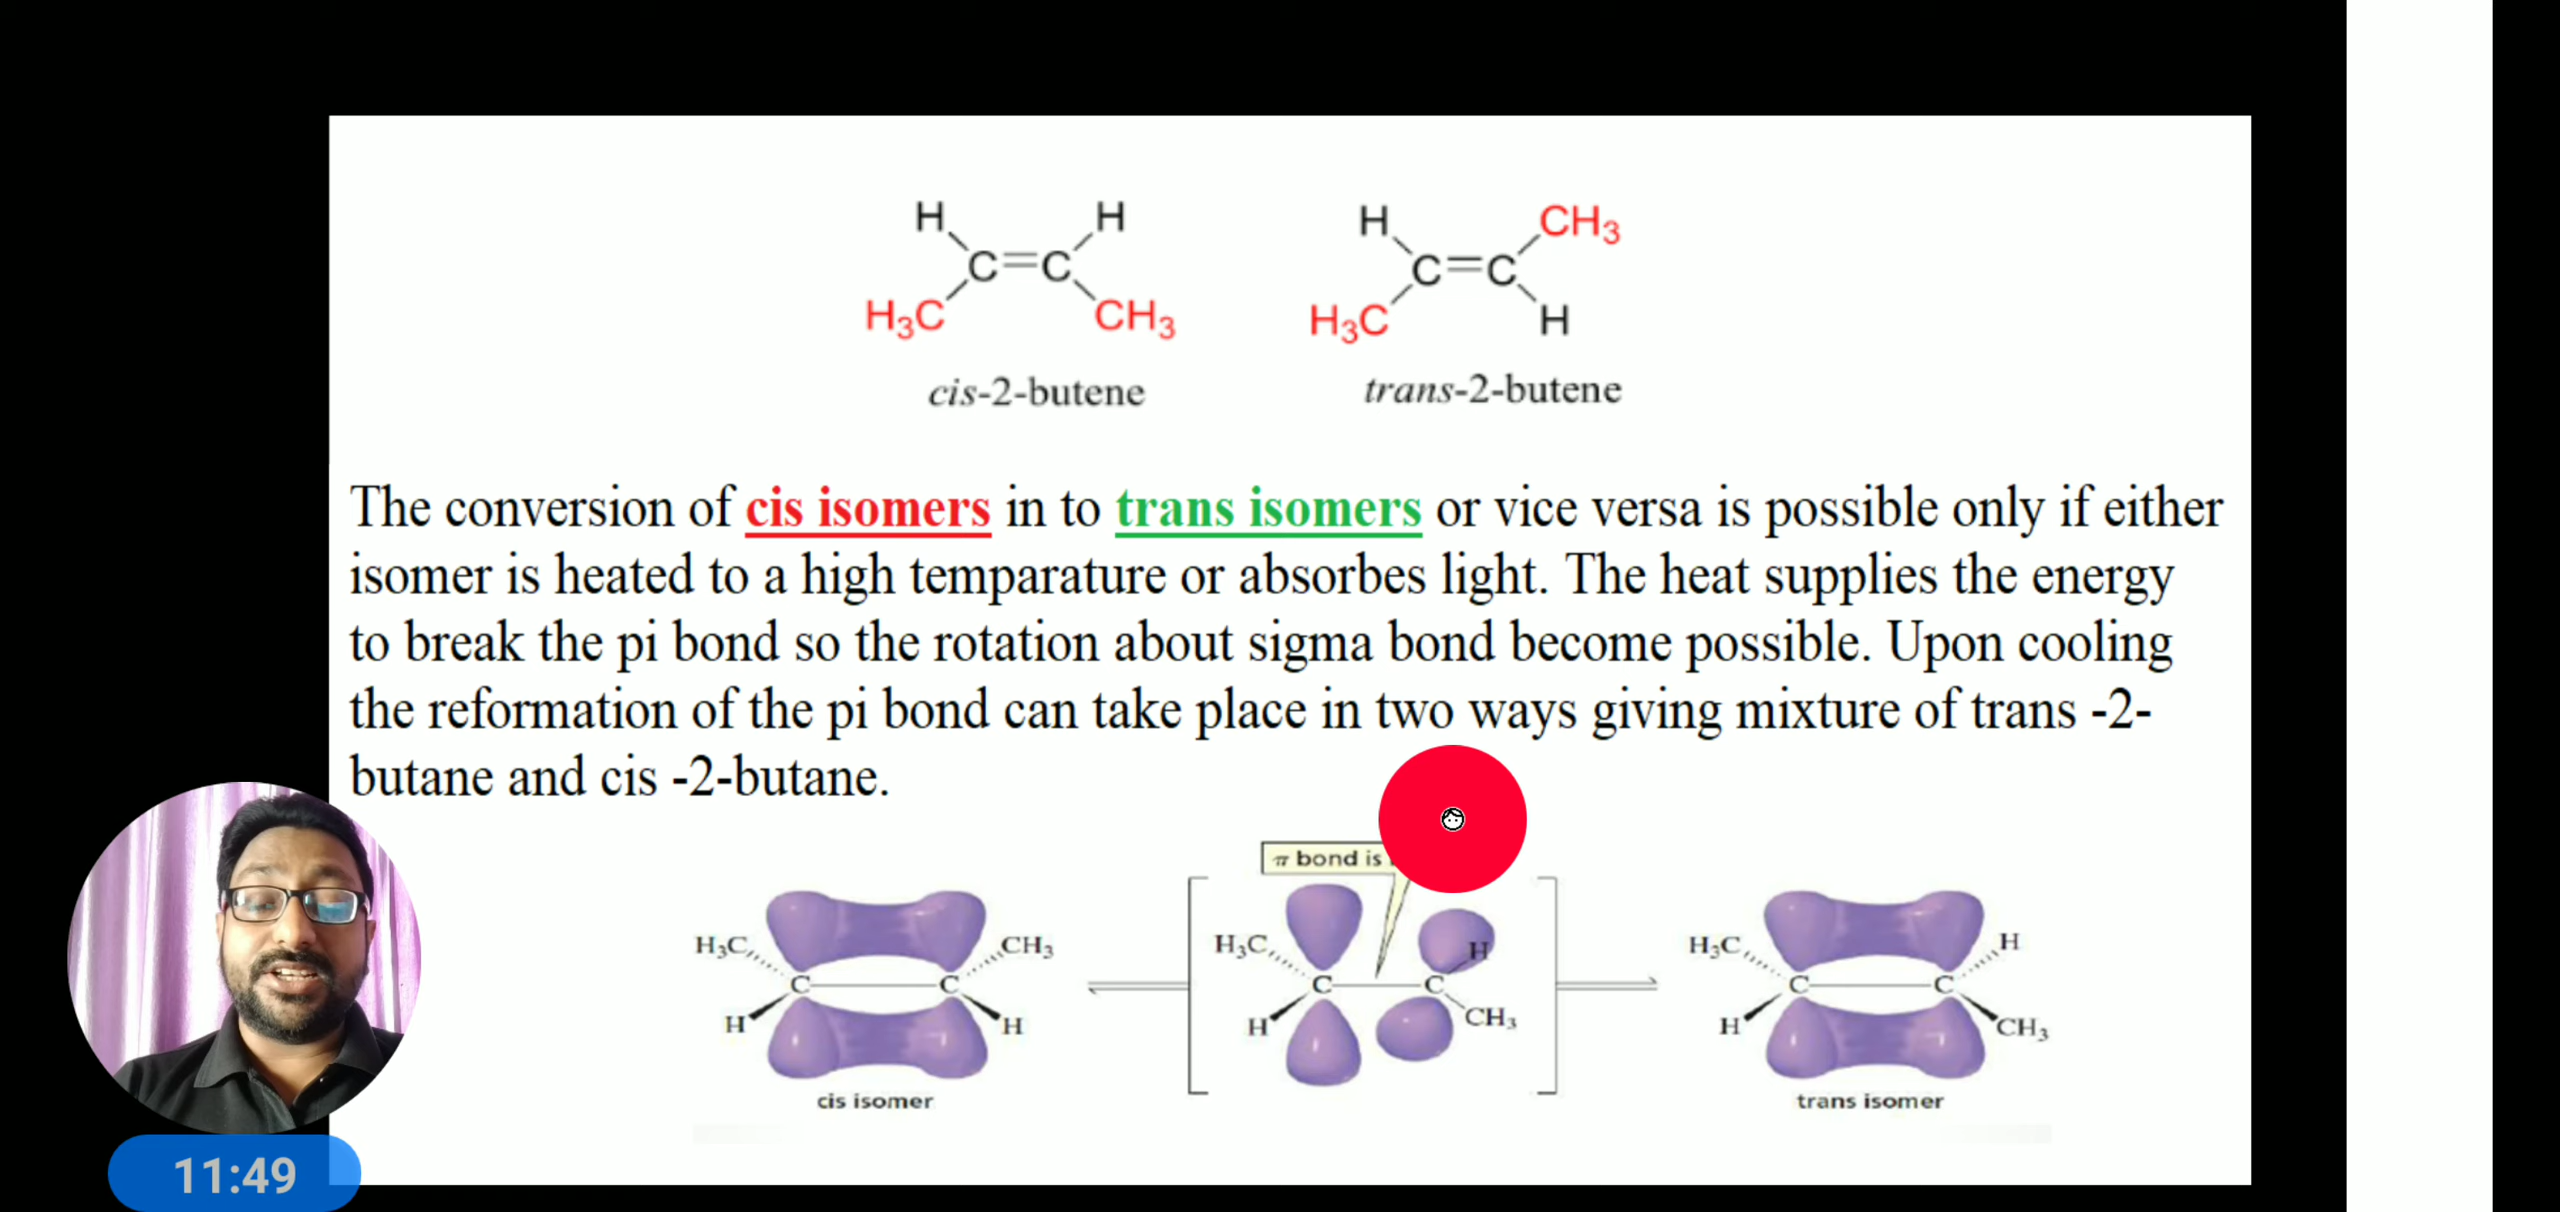 H H
C=C
H₃C CH₃
cis-2-butene
H CH₃
C=C
H₃C H
trans-2-butene
The conversion of cis isomers in to trans isomers or vice versa is possible only if either
isomer is heated to a high temparature or absorbes light. The heat supplies the energy
to break the pi bond so the rotation about sigma bond become possible. Upon cooling
the reformation of the pi bond can take place in two ways giving mixture of trans -2-
butane and cis -2-butane.
π bond is
H₃C CH₃
C C
H H
cis isomer
H₃C H
C C
H CH₃
H₃C H
C C
H CH₃
trans isomer
11:49